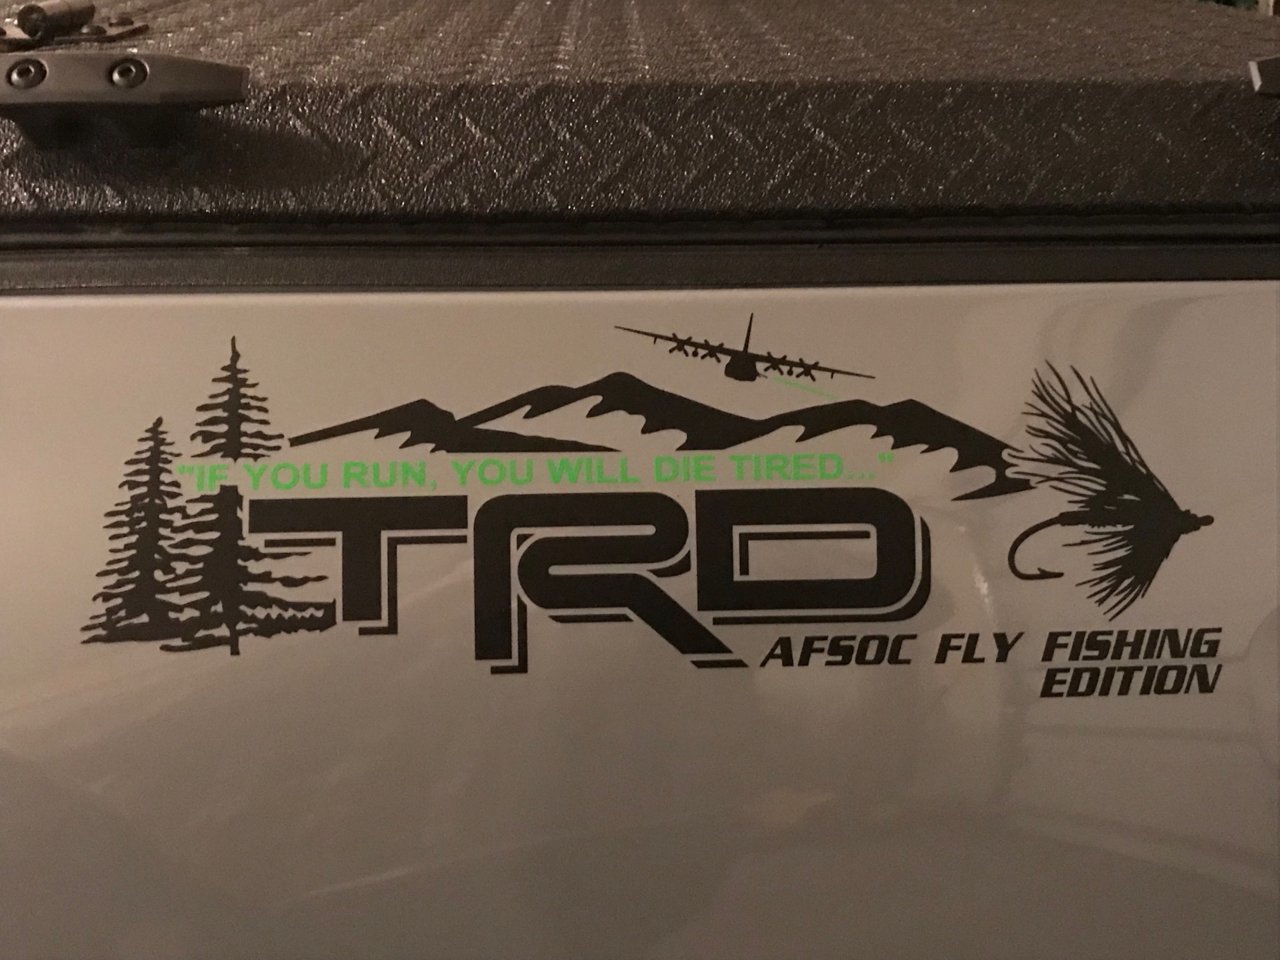 "IF YOU RUN, YOU WILL DIE TIRED..."
TRD
AFSOC FLY FISHING
EDITION